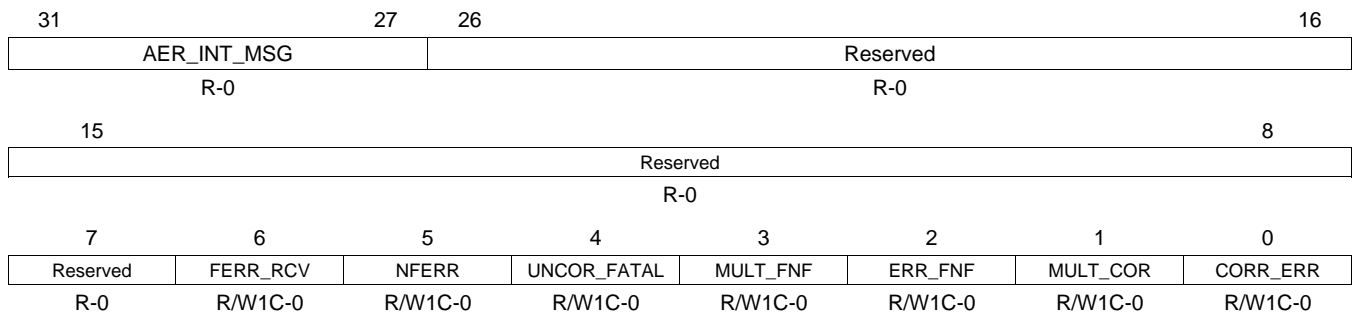 31 27 26 16
AER_INT_MSG Reserved
R-0 R-0
15 8
Reserved
R-0
7 6 5 4 3 2 1 0
Reserved FERR_RCV NFERR UNCOR_FATAL MULT_FNF ERR_FNF MULT_COR CORR_ERR
R-0 R/W1C-0 R/W1C-0 R/W1C-0 R/W1C-0 R/W1C-0 R/W1C-0 R/W1C-0